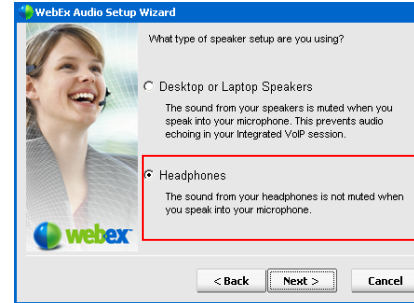 WebEx Audio Setup Wizard
What type of speaker setup are you using?
Desktop or Laptop Speakers
The sound from your speakers is muted when you
speak into your microphone. This prevents audio
echoing in your Integrated VoIP session.
Headphones
The sound from your headphones is not muted when
you speak into your microphone.
webex
< Back Next > Cancel